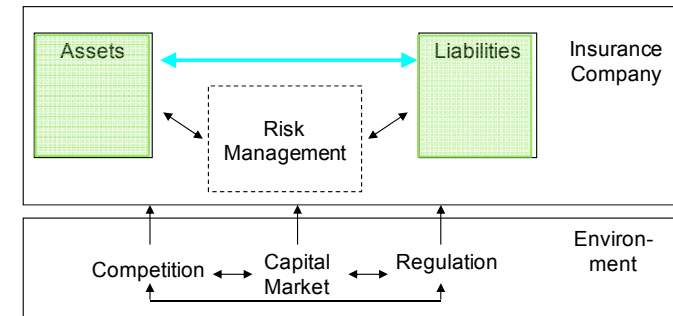 Assets
Liabilities
Insurance
Company
Risk
Management
Environ-
ment
Competition
Capital
Market
Regulation